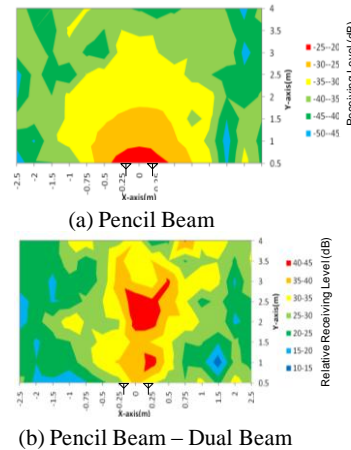 4
3.5
3
2.5
2
1.5
1
0.5
Y-axis(m)
-25--20
-30--25
-35--30
-40--35
-45--40
-50--45
Receiving Level (dB)
-2.5 -2 -1.5 -1 -0.5 -0.25 0 0.25 0.5 1 1.5 2
X-axis(m)
(a) Pencil Beam
4
3.5
3
2.5
2
1.5
1
0.5
Y-axis(m)
40-45
35-40
30-35
25-30
20-25
15-20
10-15
Relative Receiving Level (dB)
-2.5 -2 -1.5 -1 -0.5 -0.25 0 0.25 0.5 1 1.5 2 2.5
X-axis(m)
(b) Pencil Beam – Dual Beam